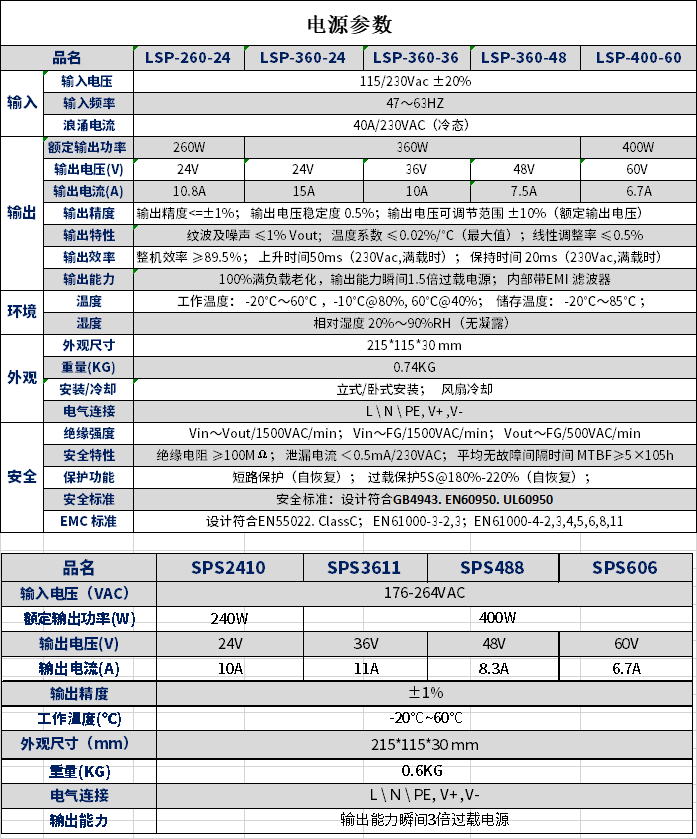 电源参数
品名 LSP-260-24 LSP-360-24 LSP-360-36 LSP-360-48 LSP-400-60
输入 输入电压 115/230Vac ±20%
输入频率 47～63HZ
浪涌电流 40A/230VAC（冷态）
输出 额定输出功率 260W 360W 400W
输出电压(V) 24V 24V 36V 48V 60V
输出电流(A) 10.8A 15A 10A 7.5A 6.7A
输出精度 输出精度<=±1%； 输出电压稳定度 0.5%；输出电压可调节范围 ±10%（额定输出电压）
输出特性 纹波及噪声 ≤1% Vout; 温度系数 ≤0.02%/℃（最大值）；线性调整率 ≤0.5%
输出效率 整机效率 ≥89.5%； 上升时间50ms（230Vac,满载时）； 保持时间 20ms（230Vac,满载时）
输出能力 100%满负载老化，输出能力瞬间1.5倍过载电源； 内部带EMI 滤波器
环境 温度 工作温度： -20℃～60℃ ，-10℃@80%, 60℃@40%； 储存温度： -20℃～85℃；
湿度 相对湿度 20%～90%RH（无凝露）
外观 外观尺寸 215*115*30 mm
重量(KG) 0.74KG
安装/冷却 立式/卧式安装； 风扇冷却
电气连接 L \ N \ PE, V+ ,V-
安全 绝缘强度 Vin～Vout/1500VAC/min； Vin～FG/1500VAC/min； Vout～FG/500VAC/min
安全特性 绝缘电阻 ≥100MΩ； 泄漏电流 ＜0.5mA/230VAC； 平均无故障间隔时间 MTBF≥5×105h
保护功能 短路保护（自恢复）； 过载保护5S@180%-220%（自恢复）；
安全标准 安全标准：设计符合GB4943. EN60950. UL60950
EMC 标准 设计符合EN55022. ClassC； EN61000-3-2,3；EN61000-4-2,3,4,5,6,8,11
品名 SPS2410 SPS3611 SPS488 SPS606
输入电压（VAC） 176-264VAC
额定输出功率(W) 240W 400W
输出电压(V) 24V 36V 48V 60V
输出电流(A) 10A 11A 8.3A 6.7A
输出精度 ±1%
工作温度(℃) -20℃~60℃
外观尺寸（mm） 215*115*30 mm
重量(KG) 0.6KG
电气连接 L \ N \ PE, V+,V-
输出能力 输出能力瞬间3倍过载电源